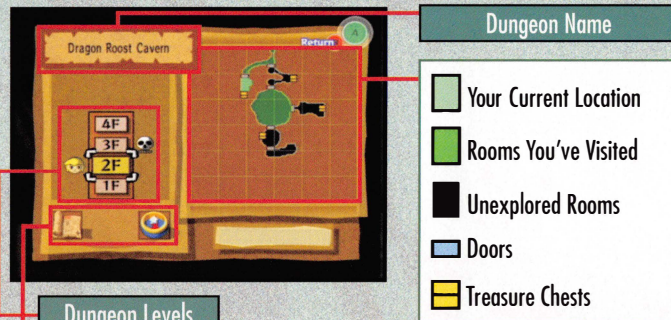 Dungeon Name
Dragon Roost Cavern
Return
A
4F
3F
2F
1F
Your Current Location
Rooms You've Visited
Unexplored Rooms
Doors
Treasure Chests
Dungeon Levels